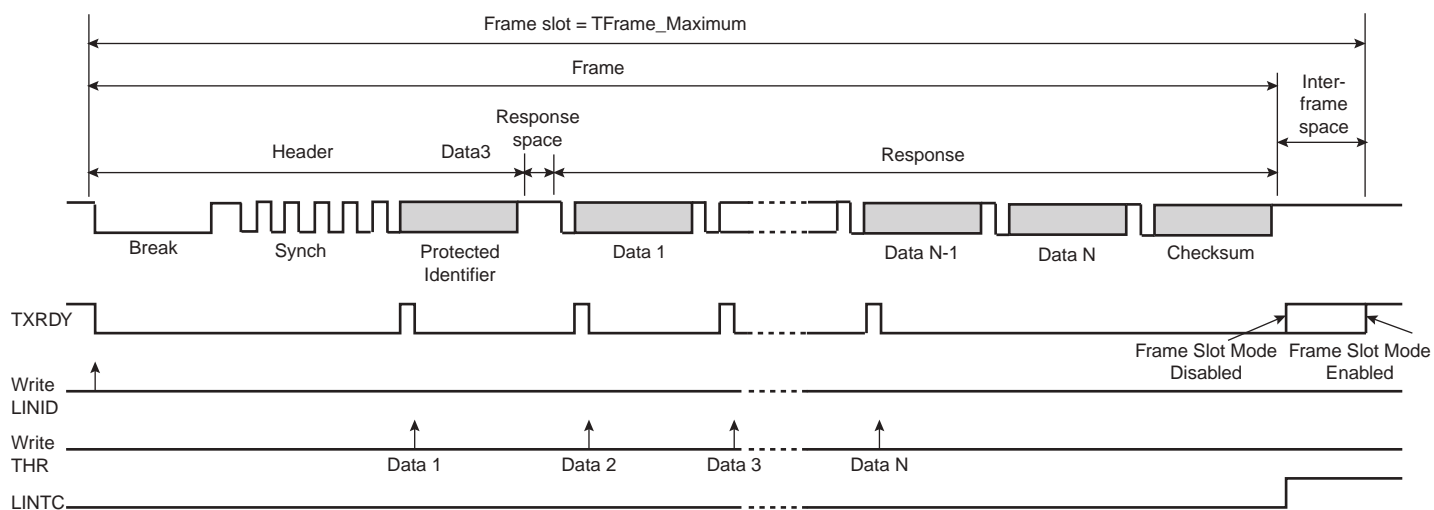 Frame slot = TFrame_Maximum
Frame
Inter-
frame
space
Response
space
Header
Data3
Response
Break
Synch
Protected
Identifier
Data 1
Data N-1
Data N
Checksum
TXRDY
Frame Slot Mode
Disabled
Frame Slot Mode
Enabled
Write
LINID
Write
THR
Data 1
Data 2
Data 3
Data N
LINTC